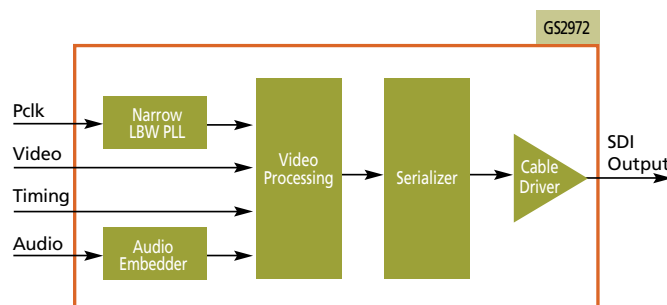 GS2972
Pclk
Narrow
LBW PLL
Video
Timing
Audio
Audio
Embedder
Video
Processing
Serializer
Cable
Driver
SDI
Output